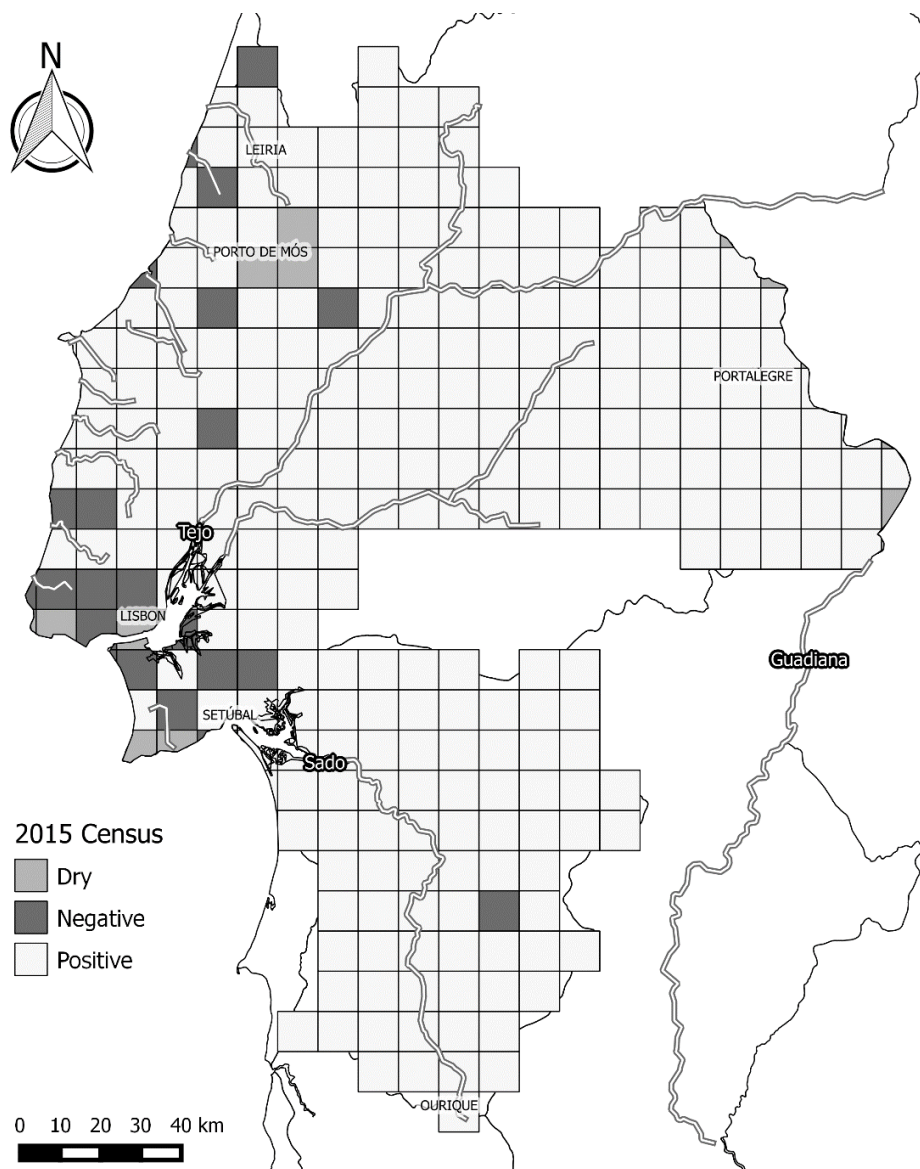 N
LEIRIA
PORTO DE MÓS
PORTALEGRE
Tejo
LISBON
Guadiana
SETÚBAL
Sado
2015 Census
Dry
Negative
Positive
OURIQUE
0 10 20 30 40 km